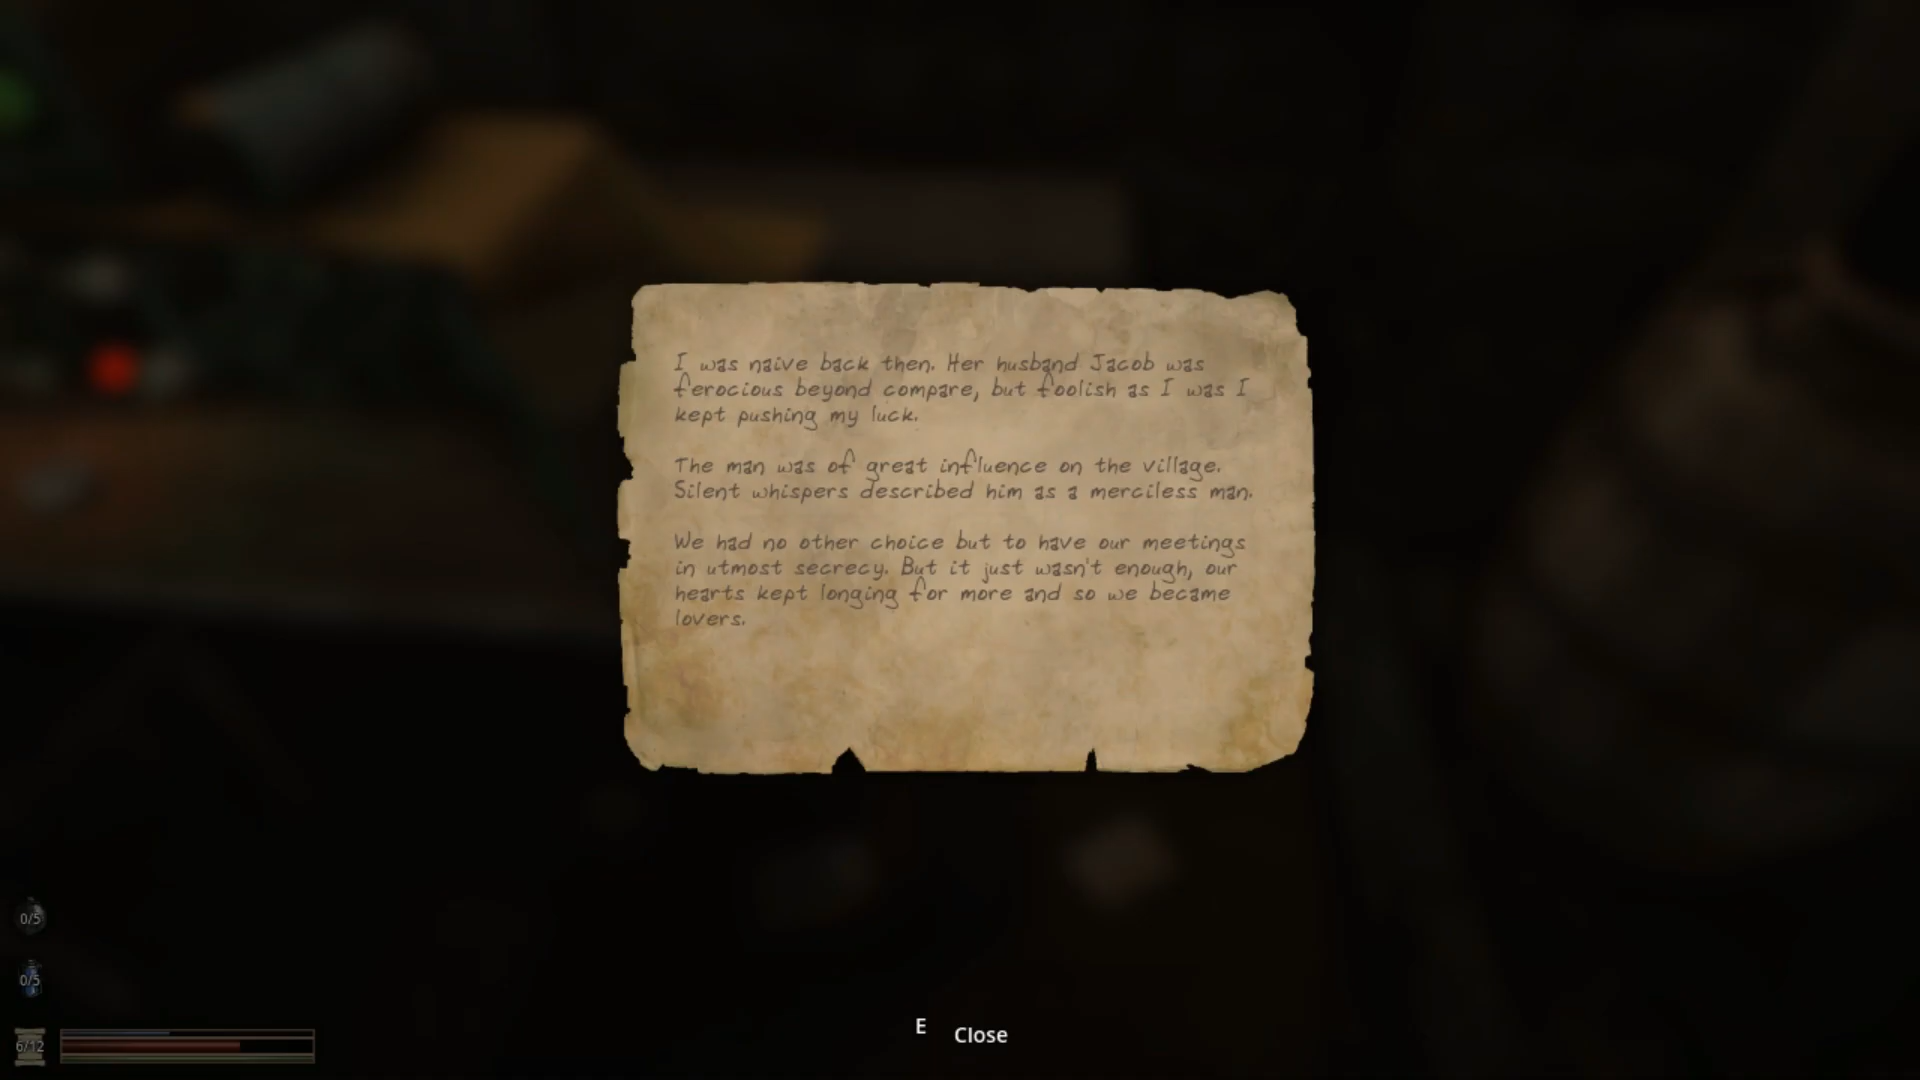 I was naive back then. Her husband Jacob was
ferocious beyond compare, but foolish as I was I
kept pushing my luck.
The man was of great influence on the village.
Silent whispers described him as a merciless man.
We had no other choice but to have our meetings
in utmost secrecy. But it just wasn't enough, our
hearts kept longing for more and so we became
lovers.
0/5
0/5
6/12
E Close